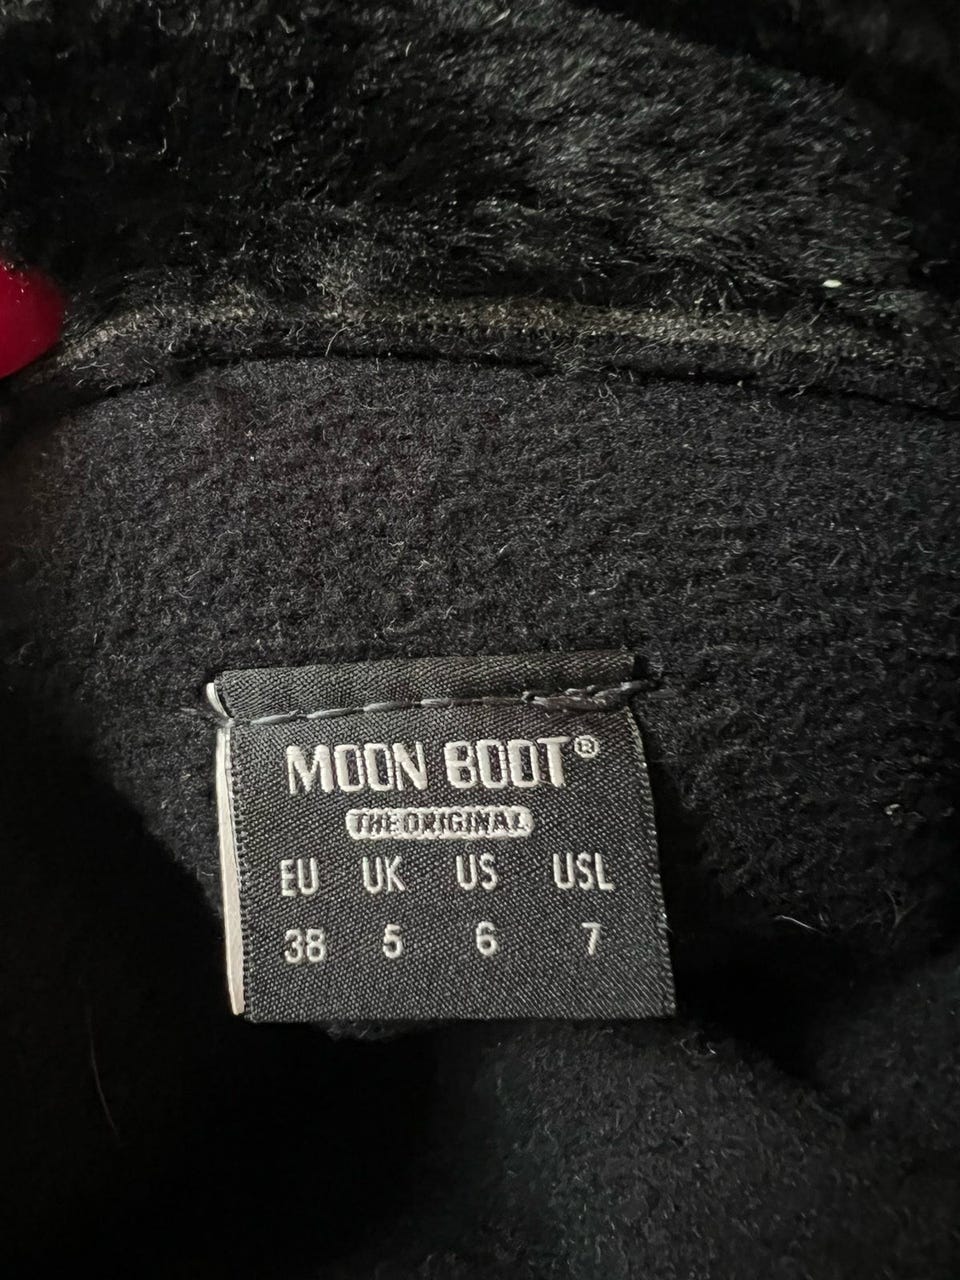 MOON BOOT®
THE ORIGINAL
EU UK US USL
38 5 6 7